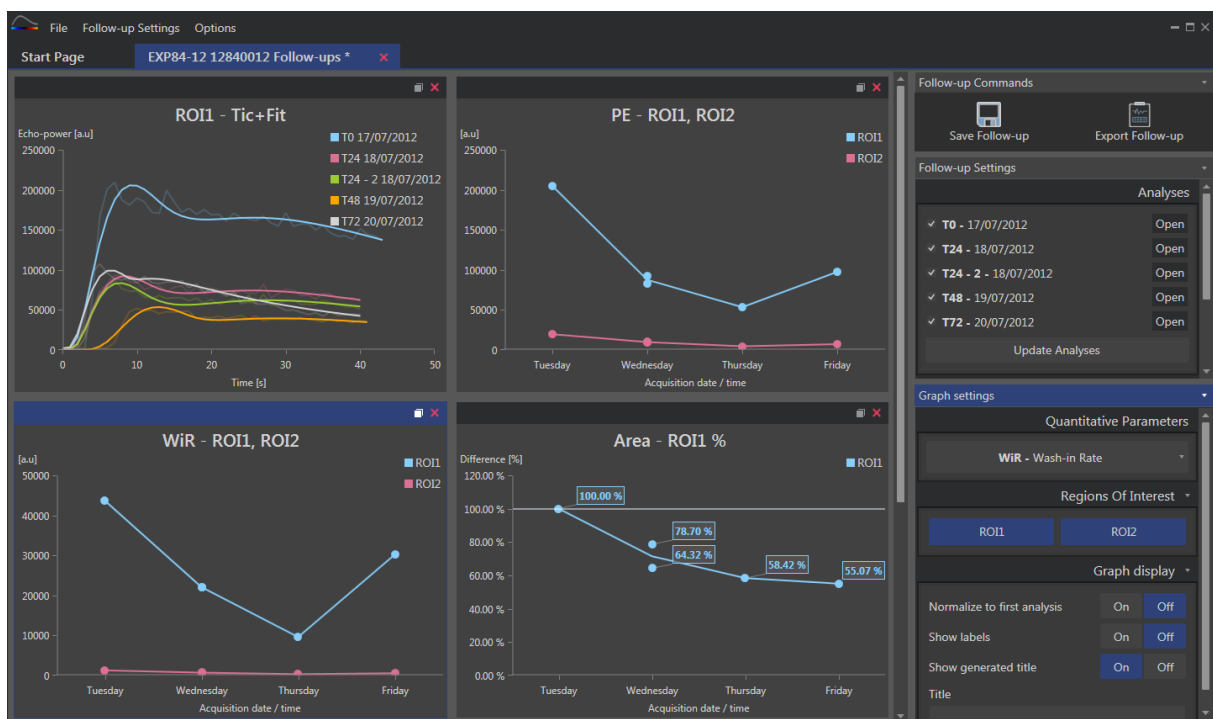 File Follow-up Settings Options
Start Page EXP84-12 12840012 Follow-ups *
ROI1 - Tic+Fit
Echo-power [a.u]
T0 17/07/2012
T24 18/07/2012
T24 - 2 18/07/2012
T48 19/07/2012
T72 20/07/2012
250000
200000
150000
100000
50000
0
0 10 20 30 40 50
Time [s]
PE - ROI1, ROI2
[a.u]
ROI1
ROI2
250000
200000
150000
100000
50000
0
Tuesday Wednesday Thursday Friday
Acquisition date / time
WiR - ROI1, ROI2
[a.u]
ROI1
ROI2
50000
40000
30000
20000
10000
0
Tuesday Wednesday Thursday Friday
Acquisition date / time
Area - ROI1 %
Difference [%]
ROI1
120.00 %
100.00 %
80.00 %
60.00 %
40.00 %
20.00 %
0.00 %
100.00 %
78.70 %
64.32 %
58.42 %
55.07 %
Tuesday Wednesday Thursday Friday
Acquisition date / time
Follow-up Commands
Save Follow-up Export Follow-up
Follow-up Settings
Analyses
T0 - 17/07/2012 Open
T24 - 18/07/2012 Open
T24 - 2 - 18/07/2012 Open
T48 - 19/07/2012 Open
T72 - 20/07/2012 Open
Update Analyses
Graph settings
Quantitative Parameters
WiR - Wash-in Rate
Regions Of Interest
ROI1 ROI2
Graph display
Normalize to first analysis On Off
Show labels On Off
Show generated title On Off
Title